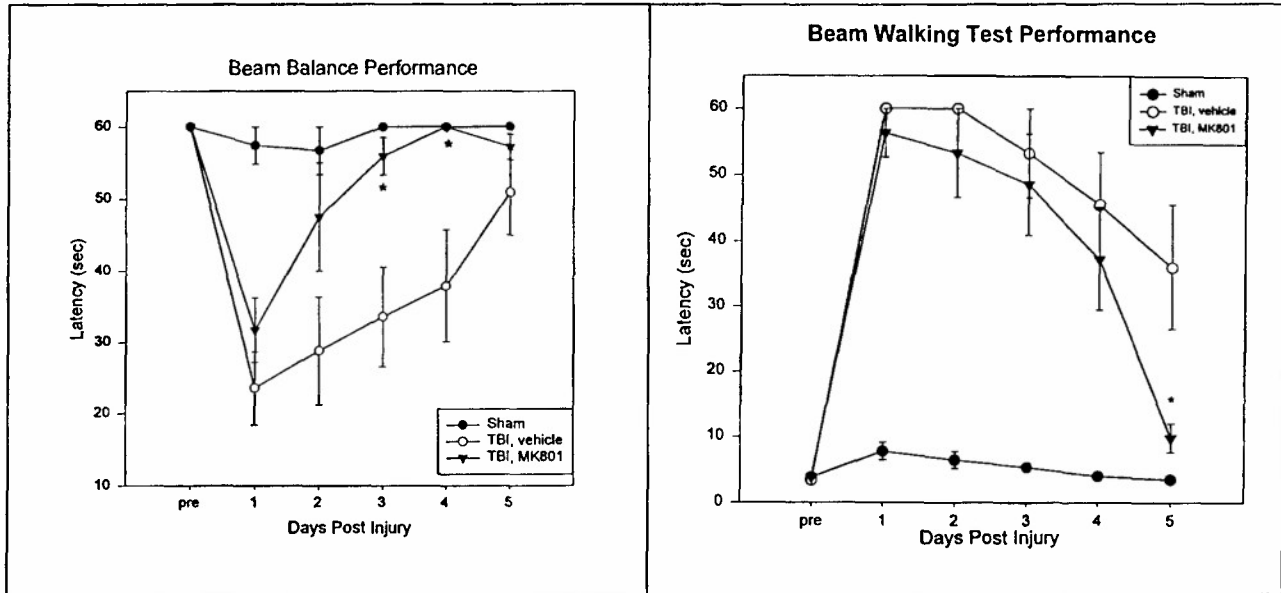 Beam Balance Performance
Latency (sec)
60
50
40
30
20
10
Sham
TBI, vehicle
TBI, MK801
*
*
pre 1 2 3 4 5
Days Post Injury
Beam Walking Test Performance
Latency (sec)
60
50
40
30
20
10
0
Sham
TBI, vehicle
TBI, MK801
*
pre 1 2 3 4 5
Days Post Injury